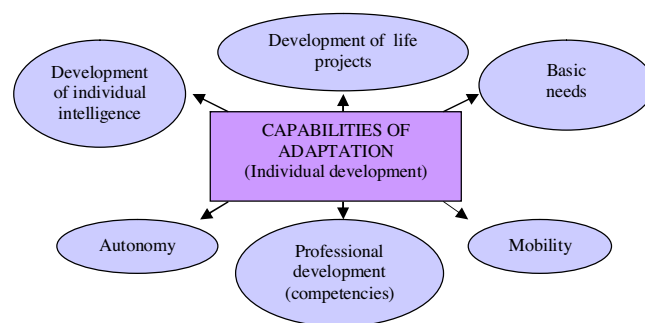 Development of life
projects
Development
of individual
intelligence
Basic
needs
CAPABILITIES OF
ADAPTATION
(Individual development)
Autonomy
Professional
development
(competencies)
Mobility